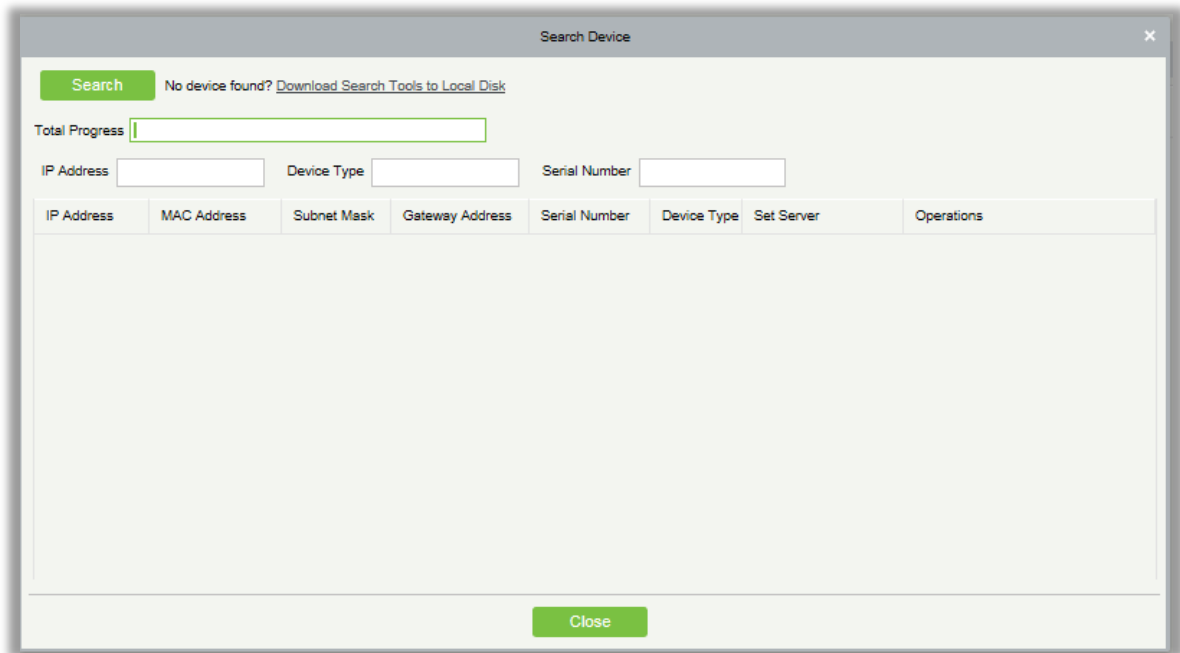 Search Device
Search No device found? Download Search Tools to Local Disk
Total Progress
IP Address Device Type Serial Number
IP Address MAC Address Subnet Mask Gateway Address Serial Number Device Type Set Server Operations
Close